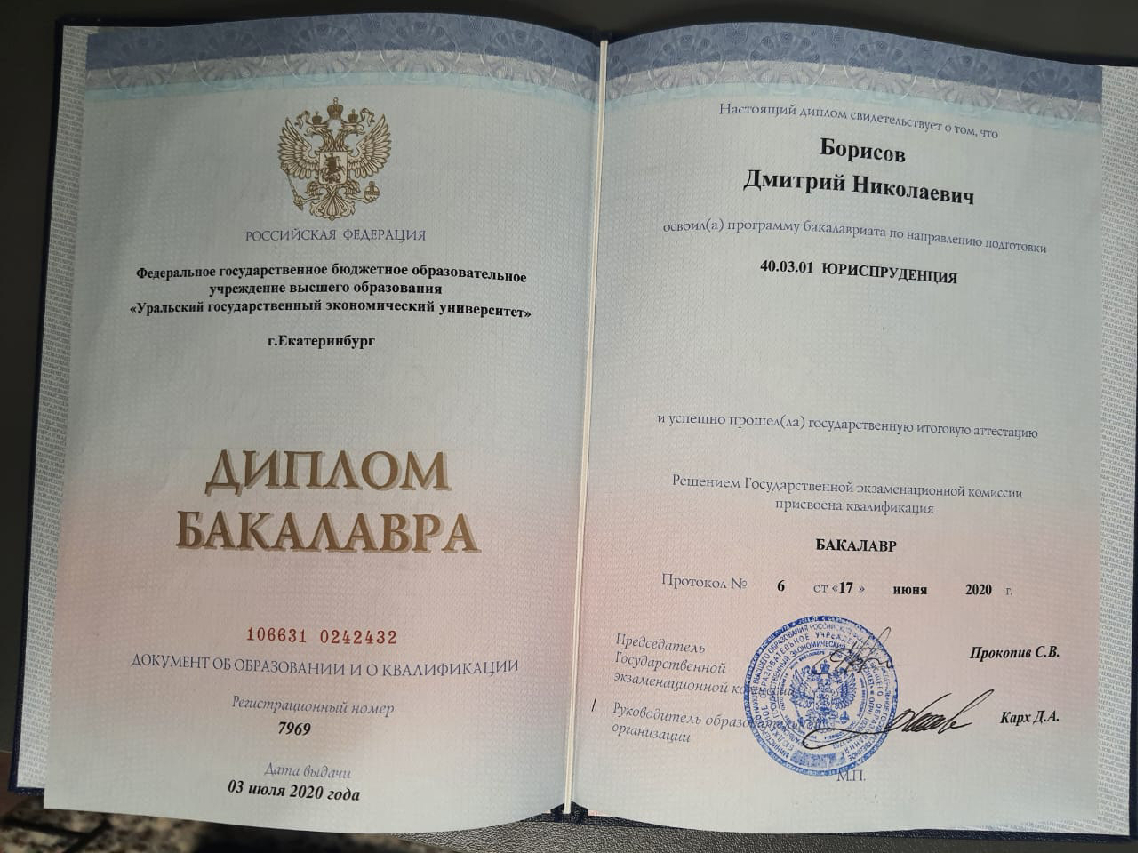 РОССИЙСКАЯ ФЕДЕРАЦИЯ
Федеральное государственное бюджетное образовательное
учреждение высшего образования
«Уральский государственный экономический университет»
г.Екатеринбург
ДИПЛОМ
БАКАЛАВРА
106631 0242432
ДОКУМЕНТ ОБ ОБРАЗОВАНИИ И О КВАЛИФИКАЦИИ
Регистрационный номер
7969
Дата выдачи
03 июля 2020 года
Настоящий диплом свидетельствует о том, что
Борисов
Дмитрий Николаевич
освоил(а) программу бакалавриата по направлению подготовки
40.03.01 ЮРИСПРУДЕНЦИЯ
и успешно прошел(ла) государственную итоговую аттестацию
Решением Государственной экзаменационной комиссии
присвоена квалификация
БАКАЛАВР
Протокол № 6 от «17 » июня 2020 г.
Председатель
Государственной
экзаменационной комиссии
Прокопив С.В.
Руководитель образовательной
организации
Карх Д.А.
М.П.